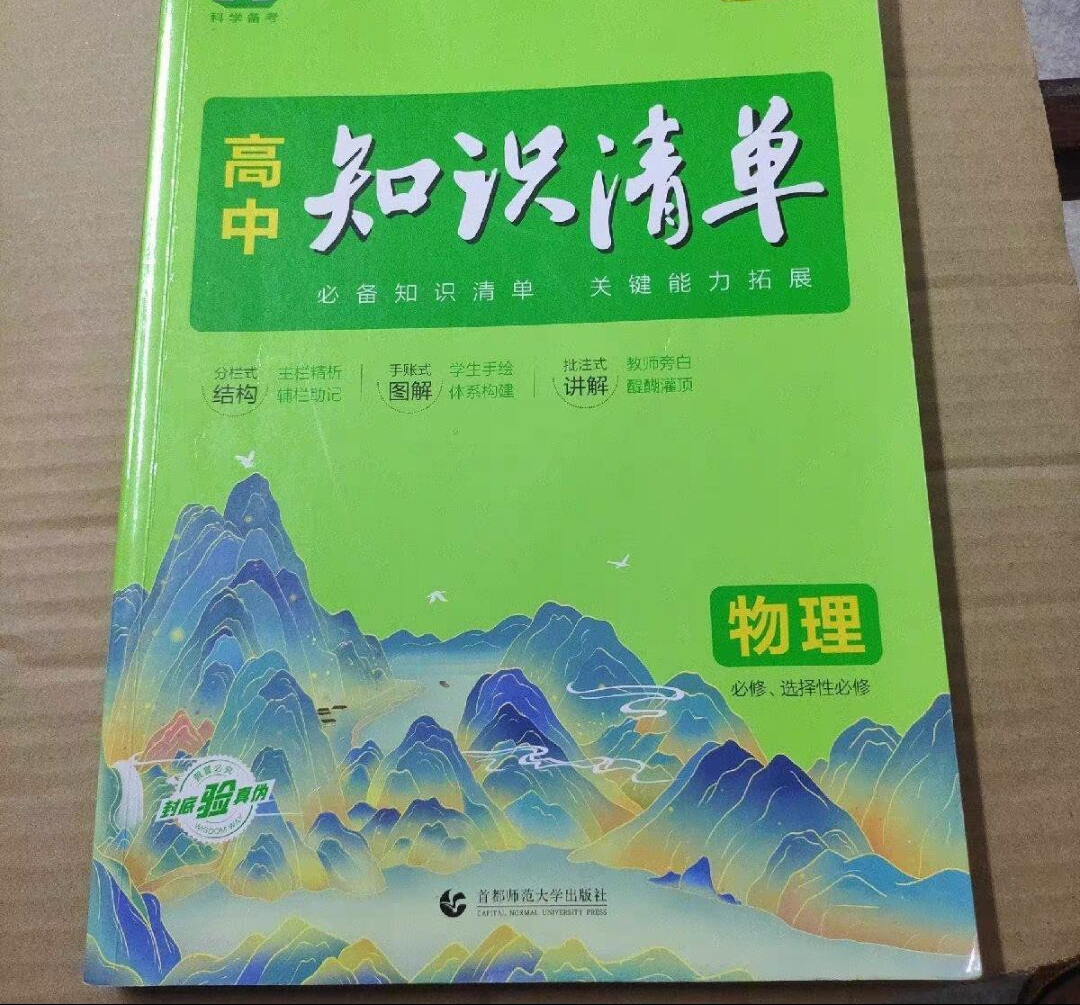 科学备考
高中
知识清单
必备知识清单 关键能力拓展
分栏式
结构
主栏精析
辅栏助记
手账式
图解
学生手绘
体系构建
批注式
讲解
教师旁白
醍醐灌顶
物理
必修、选择性必修
封底验真伪
WISDOM WAY
首都师范大学出版社
CAPITAL NORMAL UNIVERSITY PRESS